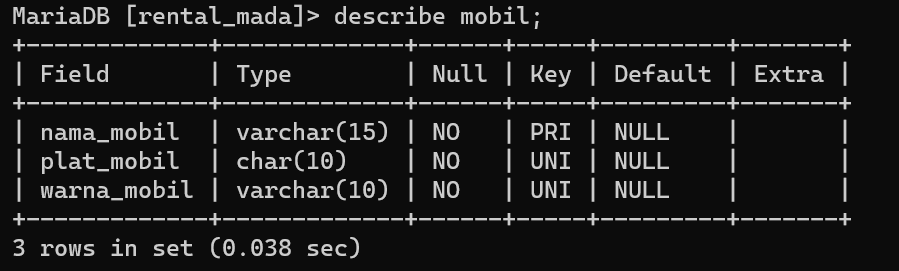 MariaDB [rental_mada]> describe mobil;
+-------------+-------------+------+-----+---------+-------+
| Field       | Type        | Null | Key | Default | Extra |
+-------------+-------------+------+-----+---------+-------+
| nama_mobil  | varchar(15) | NO   | PRI | NULL    |       |
| plat_mobil  | char(10)    | NO   | UNI | NULL    |       |
| warna_mobil | varchar(10) | NO   | UNI | NULL    |       |
+-------------+-------------+------+-----+---------+-------+
3 rows in set (0.038 sec)